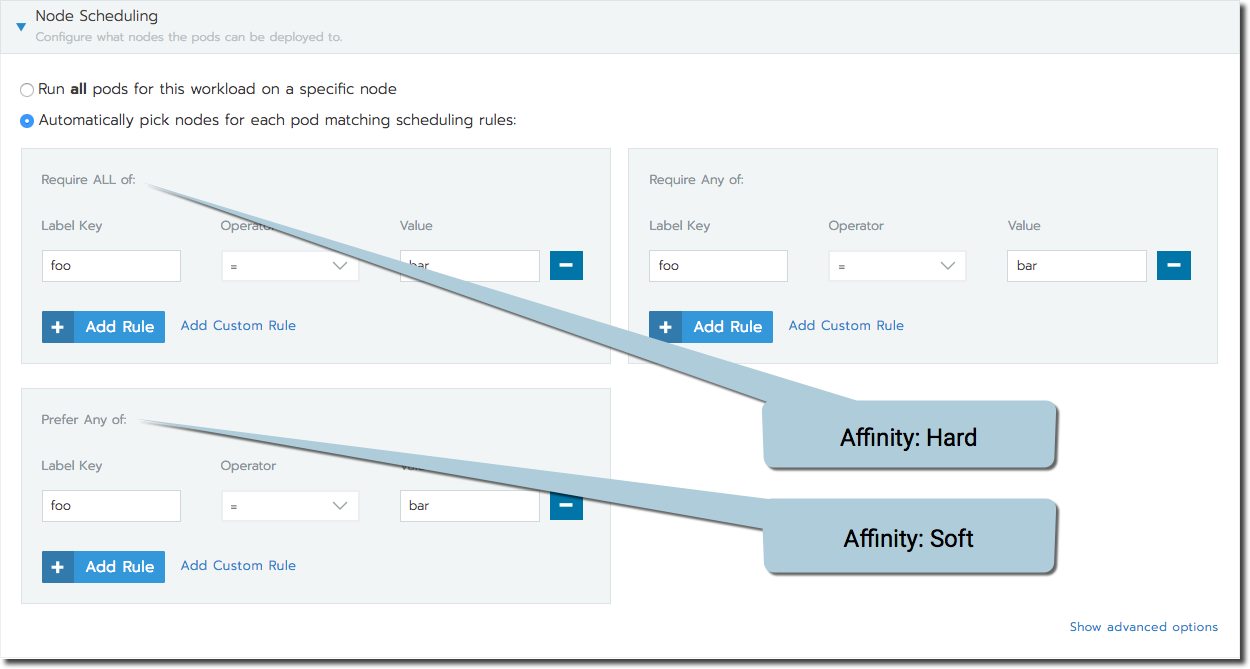 Node Scheduling
Configure what nodes the pods can be deployed to.
Run all pods for this workload on a specific node
Automatically pick nodes for each pod matching scheduling rules:
Require ALL of:
Label Key Operator Value
foo = bar
+ Add Rule Add Custom Rule
Require Any of:
Label Key Operator Value
foo = bar
+ Add Rule Add Custom Rule
Prefer Any of:
Label Key Operator
foo = bar
+ Add Rule Add Custom Rule
Affinity: Hard
Affinity: Soft
Show advanced options